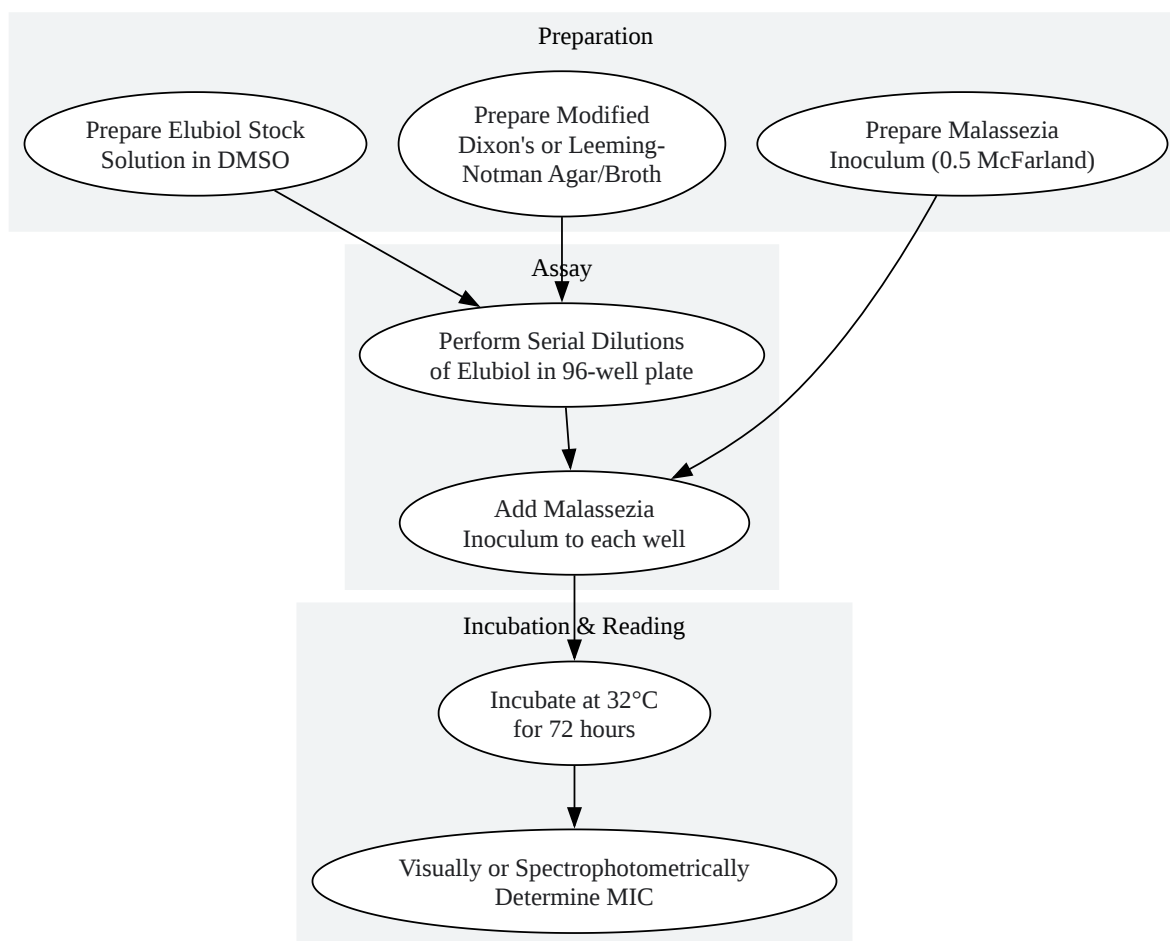 Preparation
Prepare Elubiol Stock
Solution in DMSO
Prepare Modified
Dixon's or Leeming-
Notman Agar/Broth
Prepare Malassezia
Inoculum (0.5 McFarland)
Assay
Perform Serial Dilutions
of Elubiol in 96-well plate
Add Malassezia
Inoculum to each well
Incubation & Reading
Incubate at 32°C
for 72 hours
Visually or Spectrophotometrically
Determine MIC